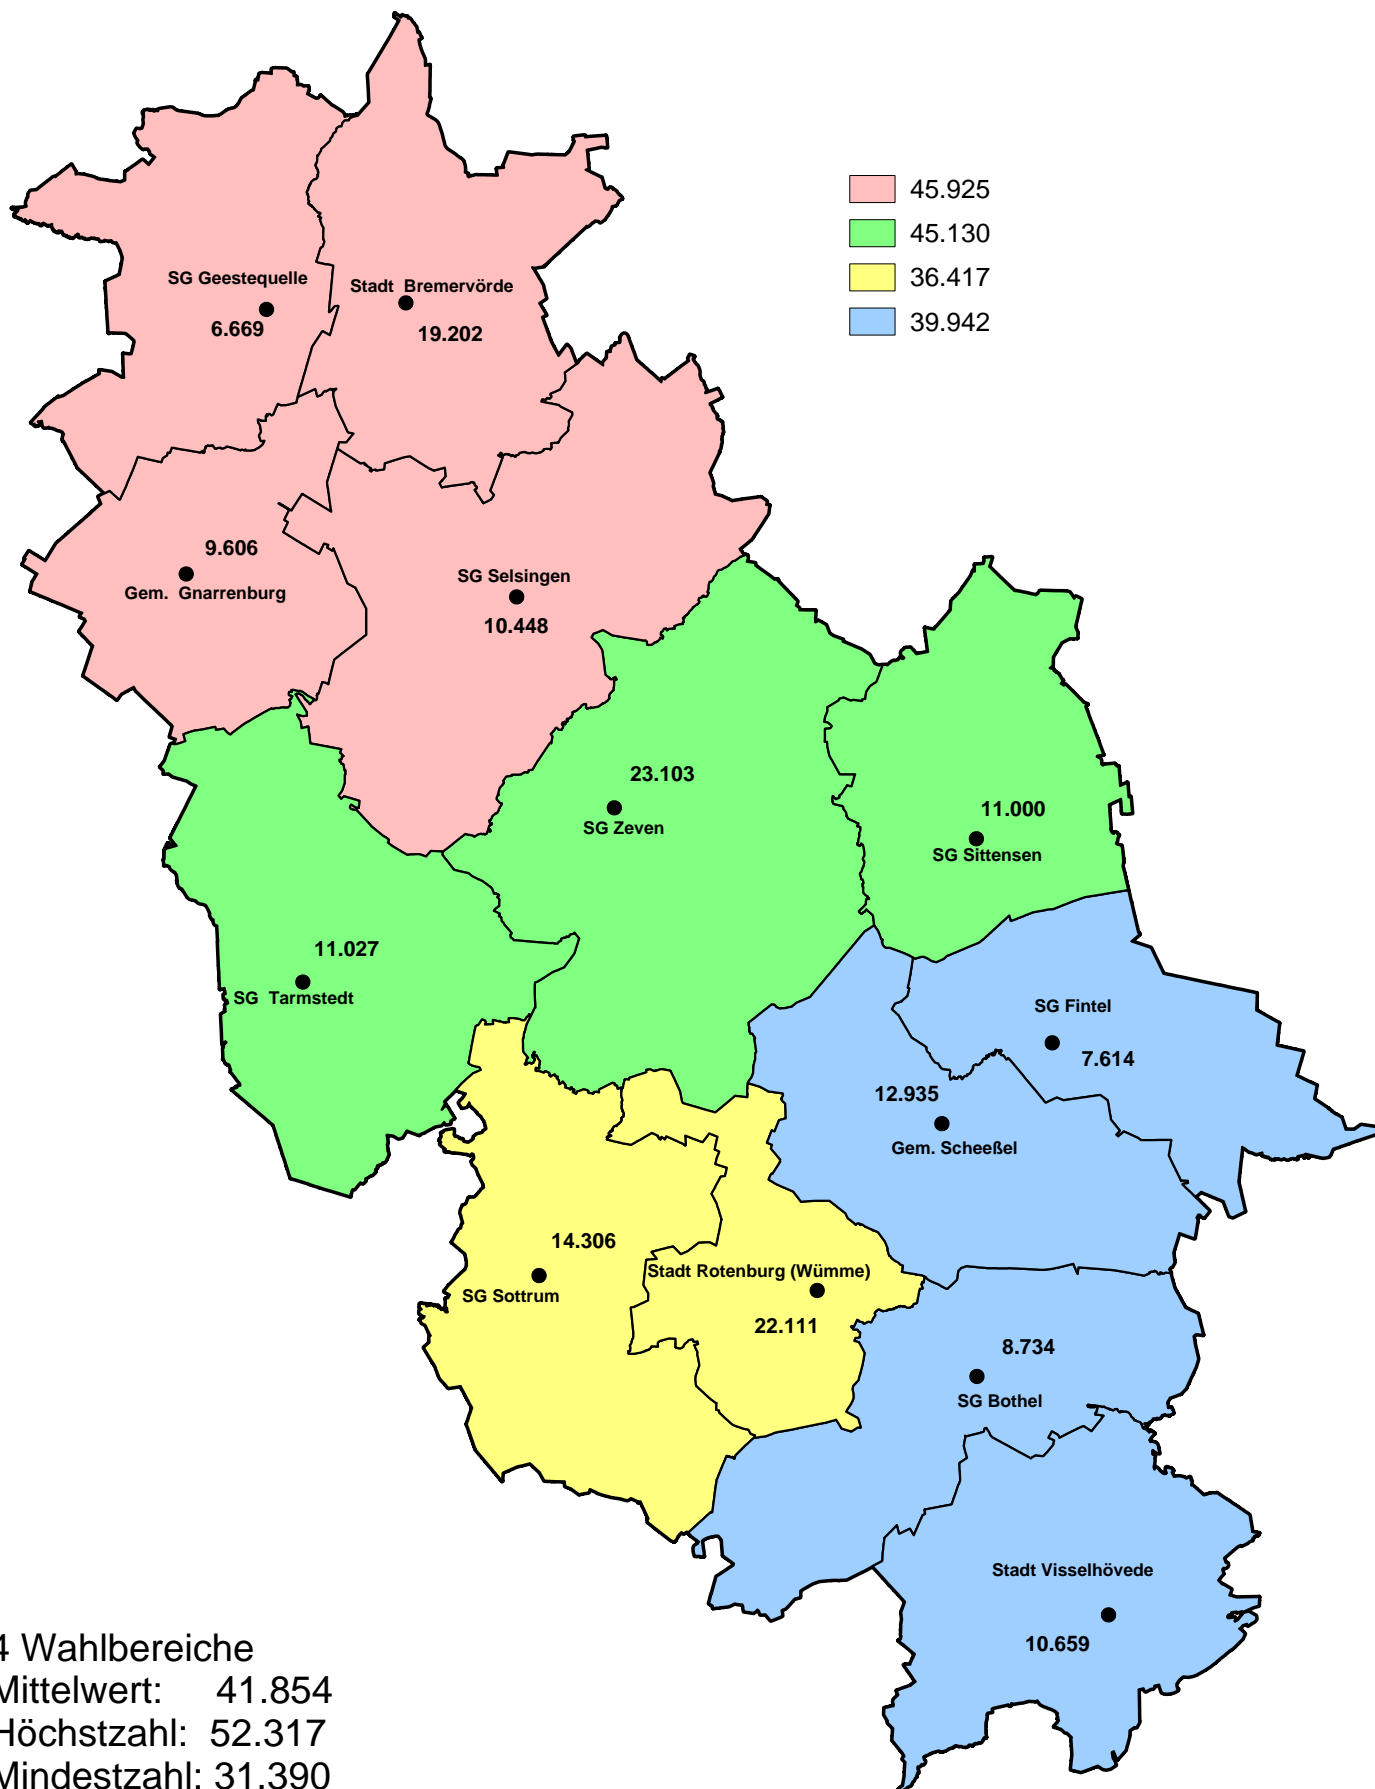 45.925
45.130
36.417
39.942
SG Geestequelle
6.669
Stadt Bremervörde
19.202
9.606
Gem. Gnarrenburg
SG Selsingen
10.448
23.103
SG Zeven
11.000
SG Sittensen
11.027
SG Tarmstedt
SG Fintel
7.614
12.935
Gem. Scheeßel
14.306
SG Sottrum
Stadt Rotenburg (Wümme)
22.111
8.734
SG Bothel
Stadt Visselhövede
10.659
4 Wahlbereiche
Mittelwert: 41.854
Höchstzahl: 52.317
Mindestzahl: 31.390